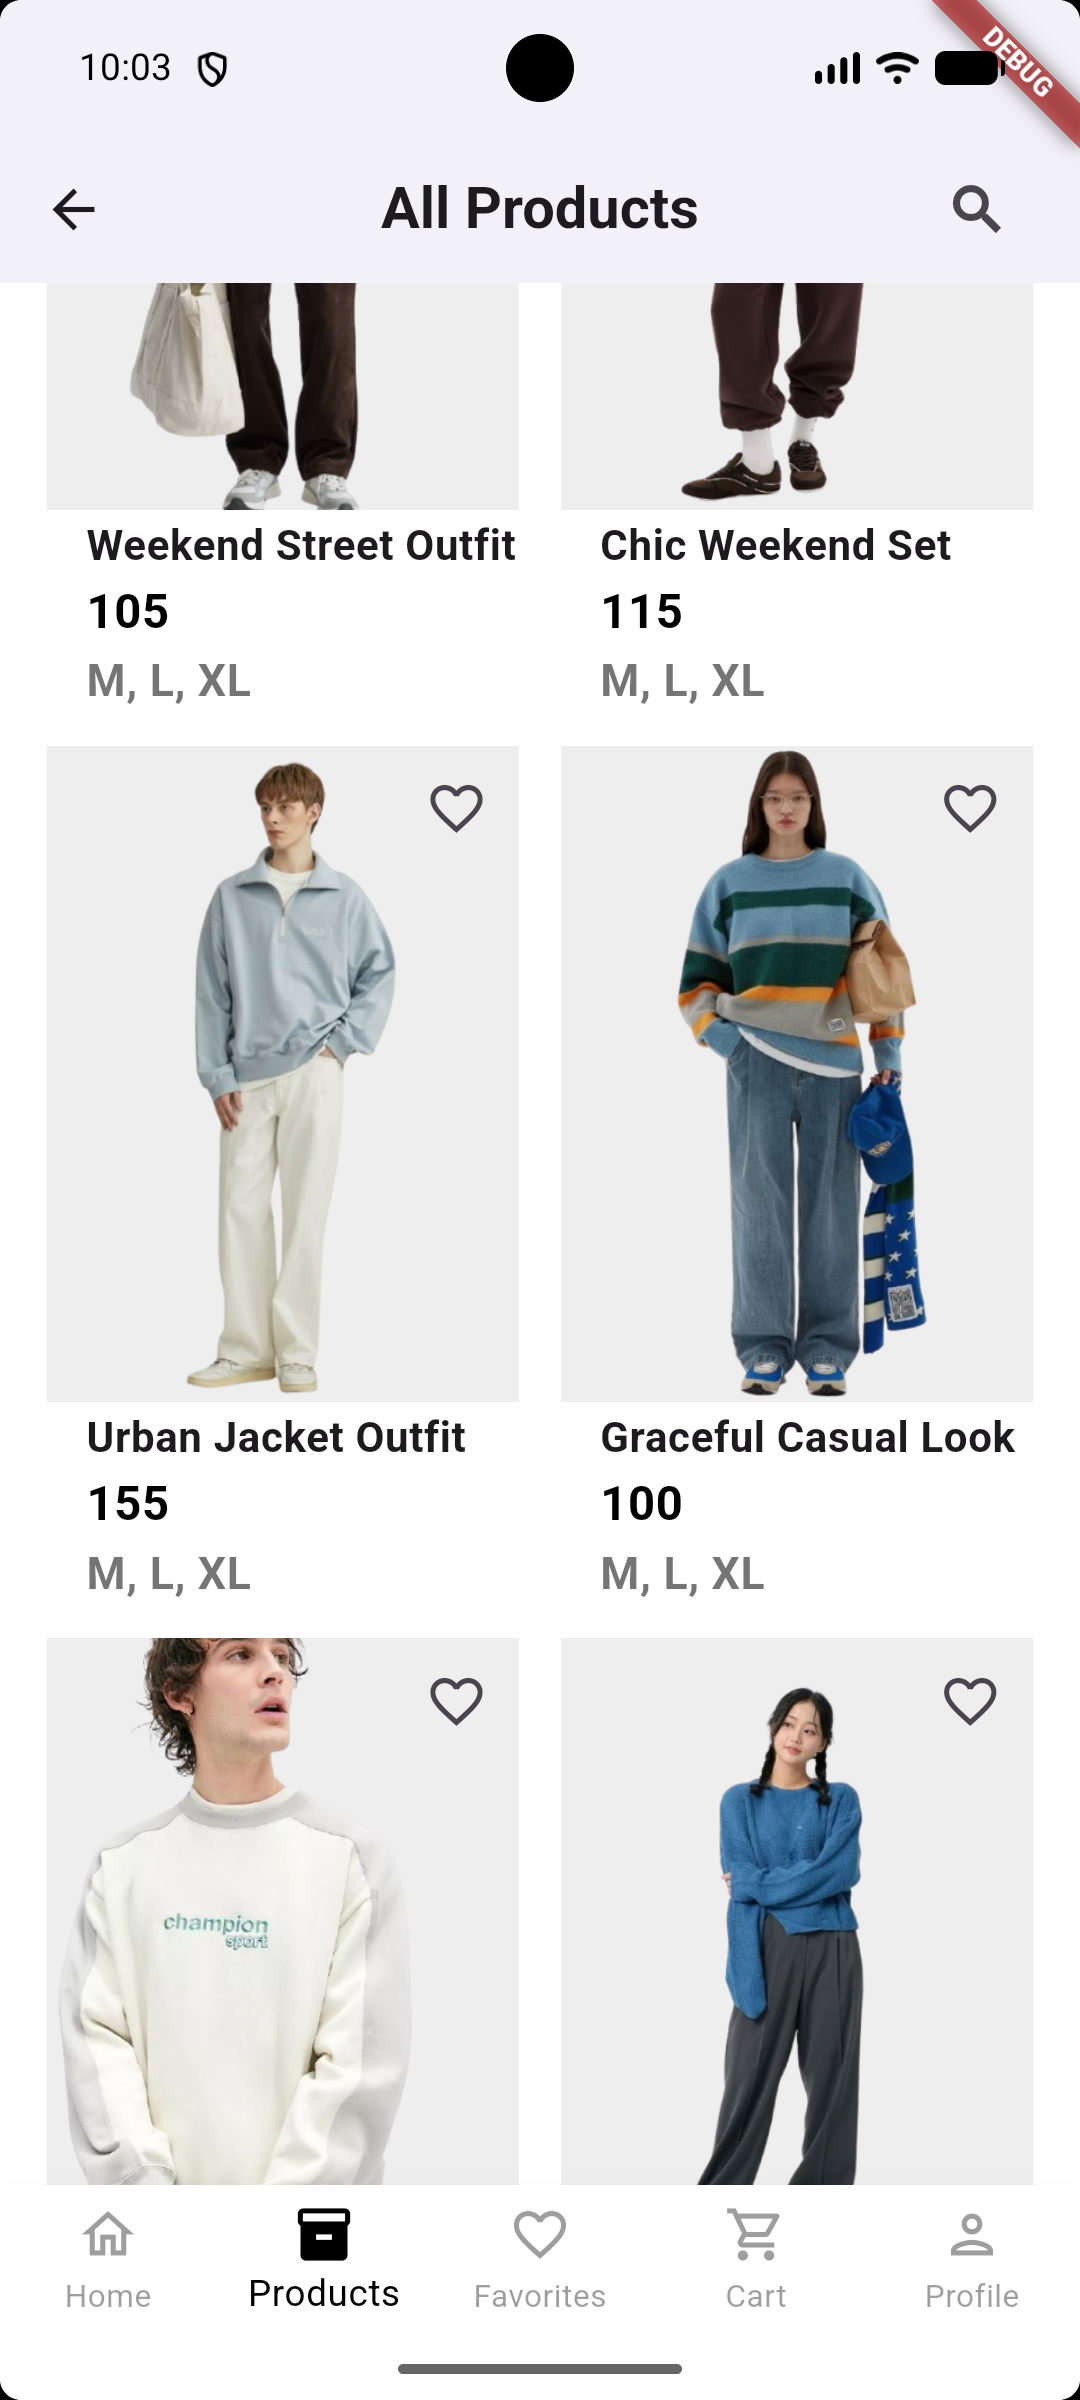 10:03
DEBUG
All Products
Weekend Street Outfit
105
M, L, XL
Chic Weekend Set
115
M, L, XL
Urban Jacket Outfit
155
M, L, XL
Graceful Casual Look
100
M, L, XL
champion
sport
Home
Products
Favorites
Cart
Profile